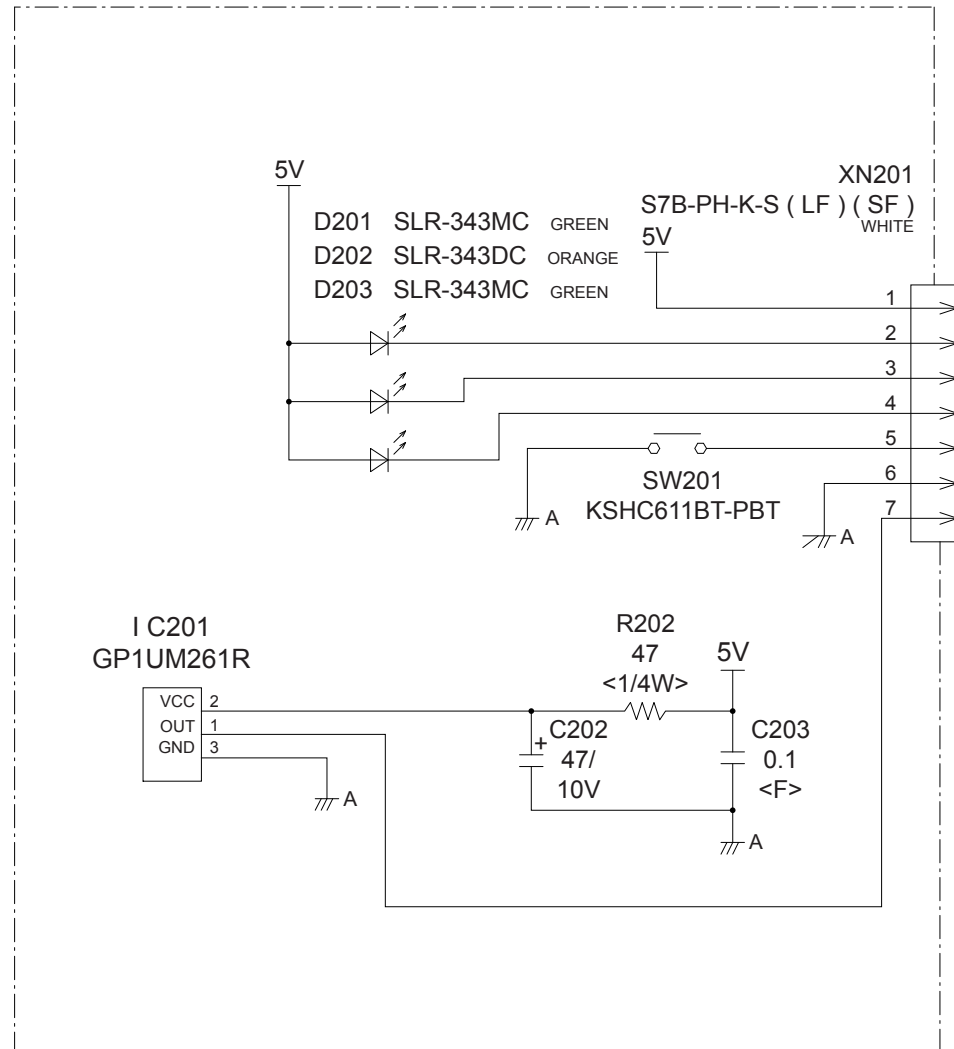 XN201
S7B-PH-K-S ( LF ) ( SF )
WHITE
5V
5V
D201 SLR-343MC GREEN
D202 SLR-343DC ORANGE
D203 SLR-343MC GREEN
1
2
3
4
5
6
7
SW201
KSHC611BT-PBT
A
A
I C201
GP1UM261R
VCC 2
OUT 1
GND 3
A
R202
47
<1/4W>
5V
C202
+
47/
10V
C203
0.1
<F>
A